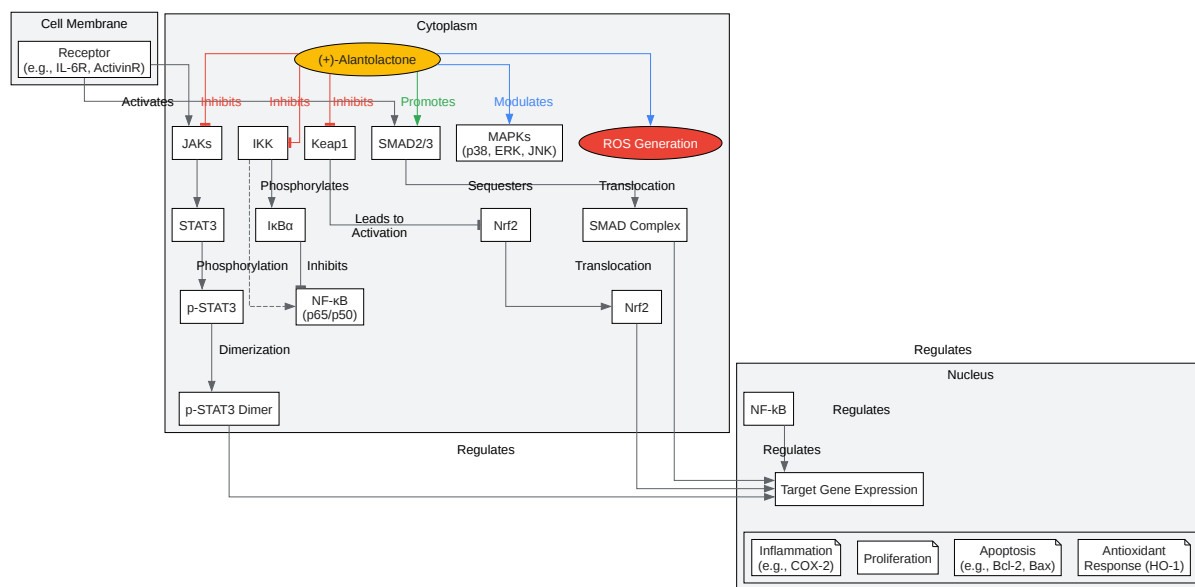 Cell Membrane
Cytoplasm
Receptor
(e.g., IL-6R, ActivinR)
(+)-Alantolactone
Activates
Inhibits
Inhibits
Inhibits
Promotes
Modulates
JAKs
IKK
Keap1
SMAD2/3
MAPKs
(p38, ERK, JNK)
ROS Generation
Phosphorylates
Sequesters
Translocation
STAT3
IκBα
Leads to
Activation
Nrf2
SMAD Complex
Phosphorylation
Inhibits
Translocation
p-STAT3
NF-κB
(p65/p50)
Nrf2
Dimerization
Regulates
Nucleus
p-STAT3 Dimer
NF-kB
Regulates
Regulates
Regulates
Target Gene Expression
Inflammation
(e.g., COX-2)
Proliferation
Apoptosis
(e.g., Bcl-2, Bax)
Antioxidant
Response (HO-1)